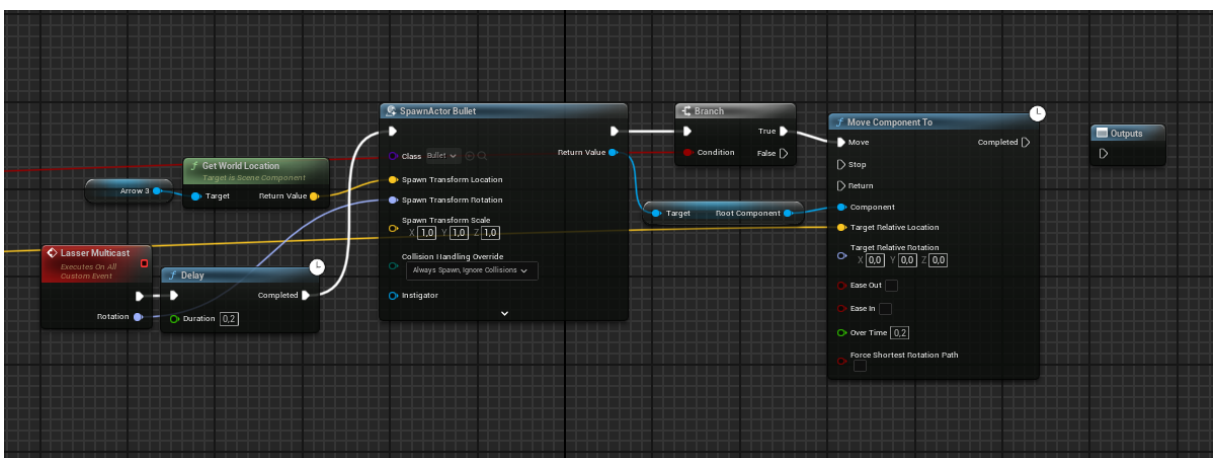 SpawnActor Bullet
Class
Bullet
Return Value
Spawn Transform Location
Spawn Transform Rotation
Spawn Transform Scale
X 1,0 Y 1,0 Z 1,0
Collision Handling Override
Always Spawn, Ignore Collisions
Instigator
Get World Location
Target is Scene Component
Target
Return Value
Arrow 3
Lasser Multicast
Executes On All
Custom Event
Rotation
Delay
Completed
Duration 0,2
Branch
True
Condition
False
Target
Root Component
Move Component To
Move
Completed
Stop
Return
Component
Target Relative Location
Target Relative Rotation
X 0,0 Y 0,0 Z 0,0
Ease Out
Ease In
Over Time 0,2
Force Shortest Rotation Path
Outputs